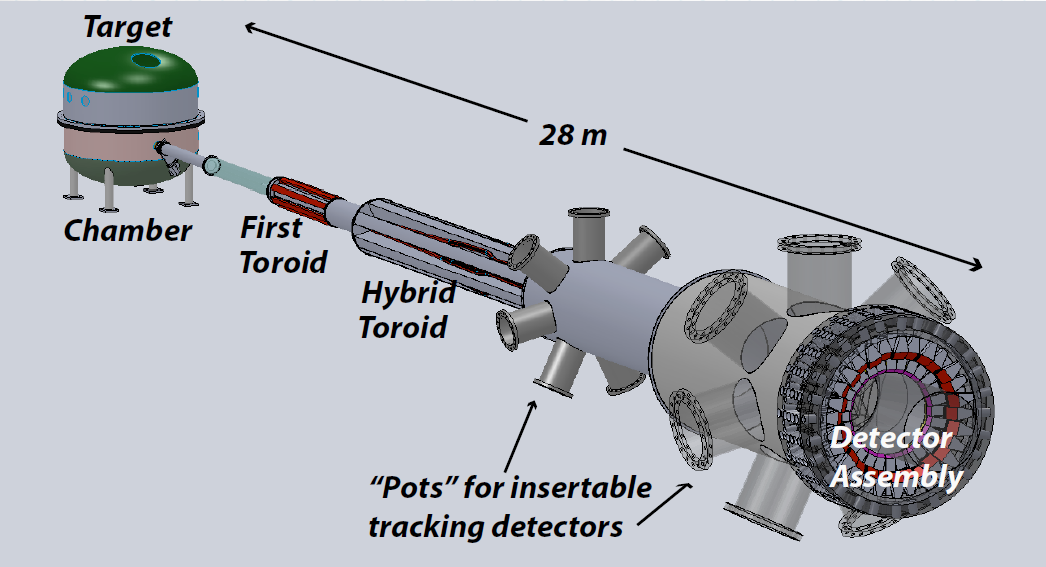 Target
28 m
Chamber
First
Toroid
Hybrid
Toroid
Detector
Assembly
“Pots” for insertable
tracking detectors